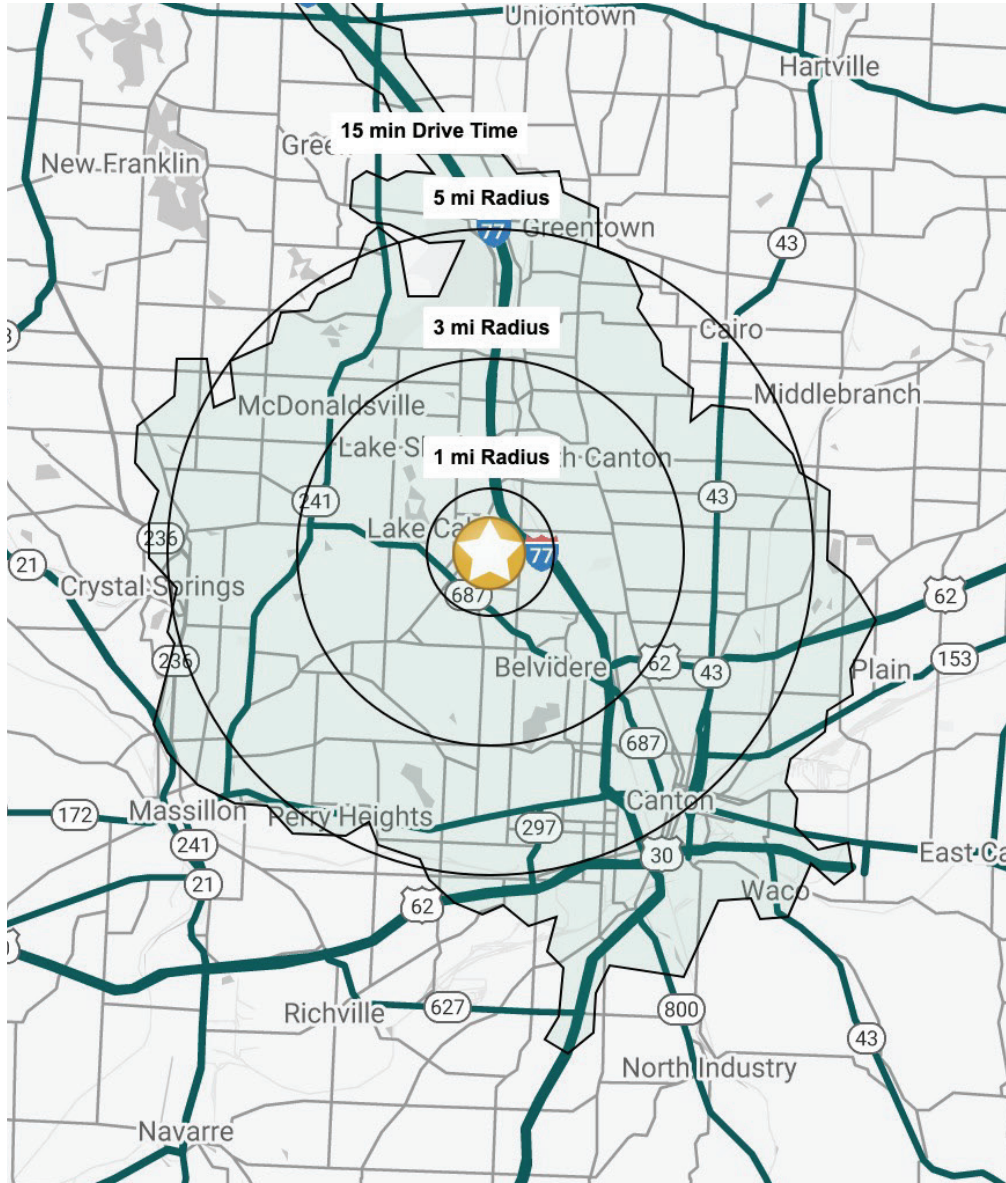 Uniontown
Hartville
15 min Drive Time
New Franklin
5 mi Radius
77
Greentown
43
3 mi Radius
Cairo
McDonaldsville
Middlebranch
1 mi Radius
Canton
241
43
Lake
236
77
21
Crystal Springs
687
62
236
Belvidere
62
43
Plain
153
687
Massillon
Perry Heights
Canton
172
297
241
30
East
21
62
Waco
Richville
627
800
43
North Industry
Navarre